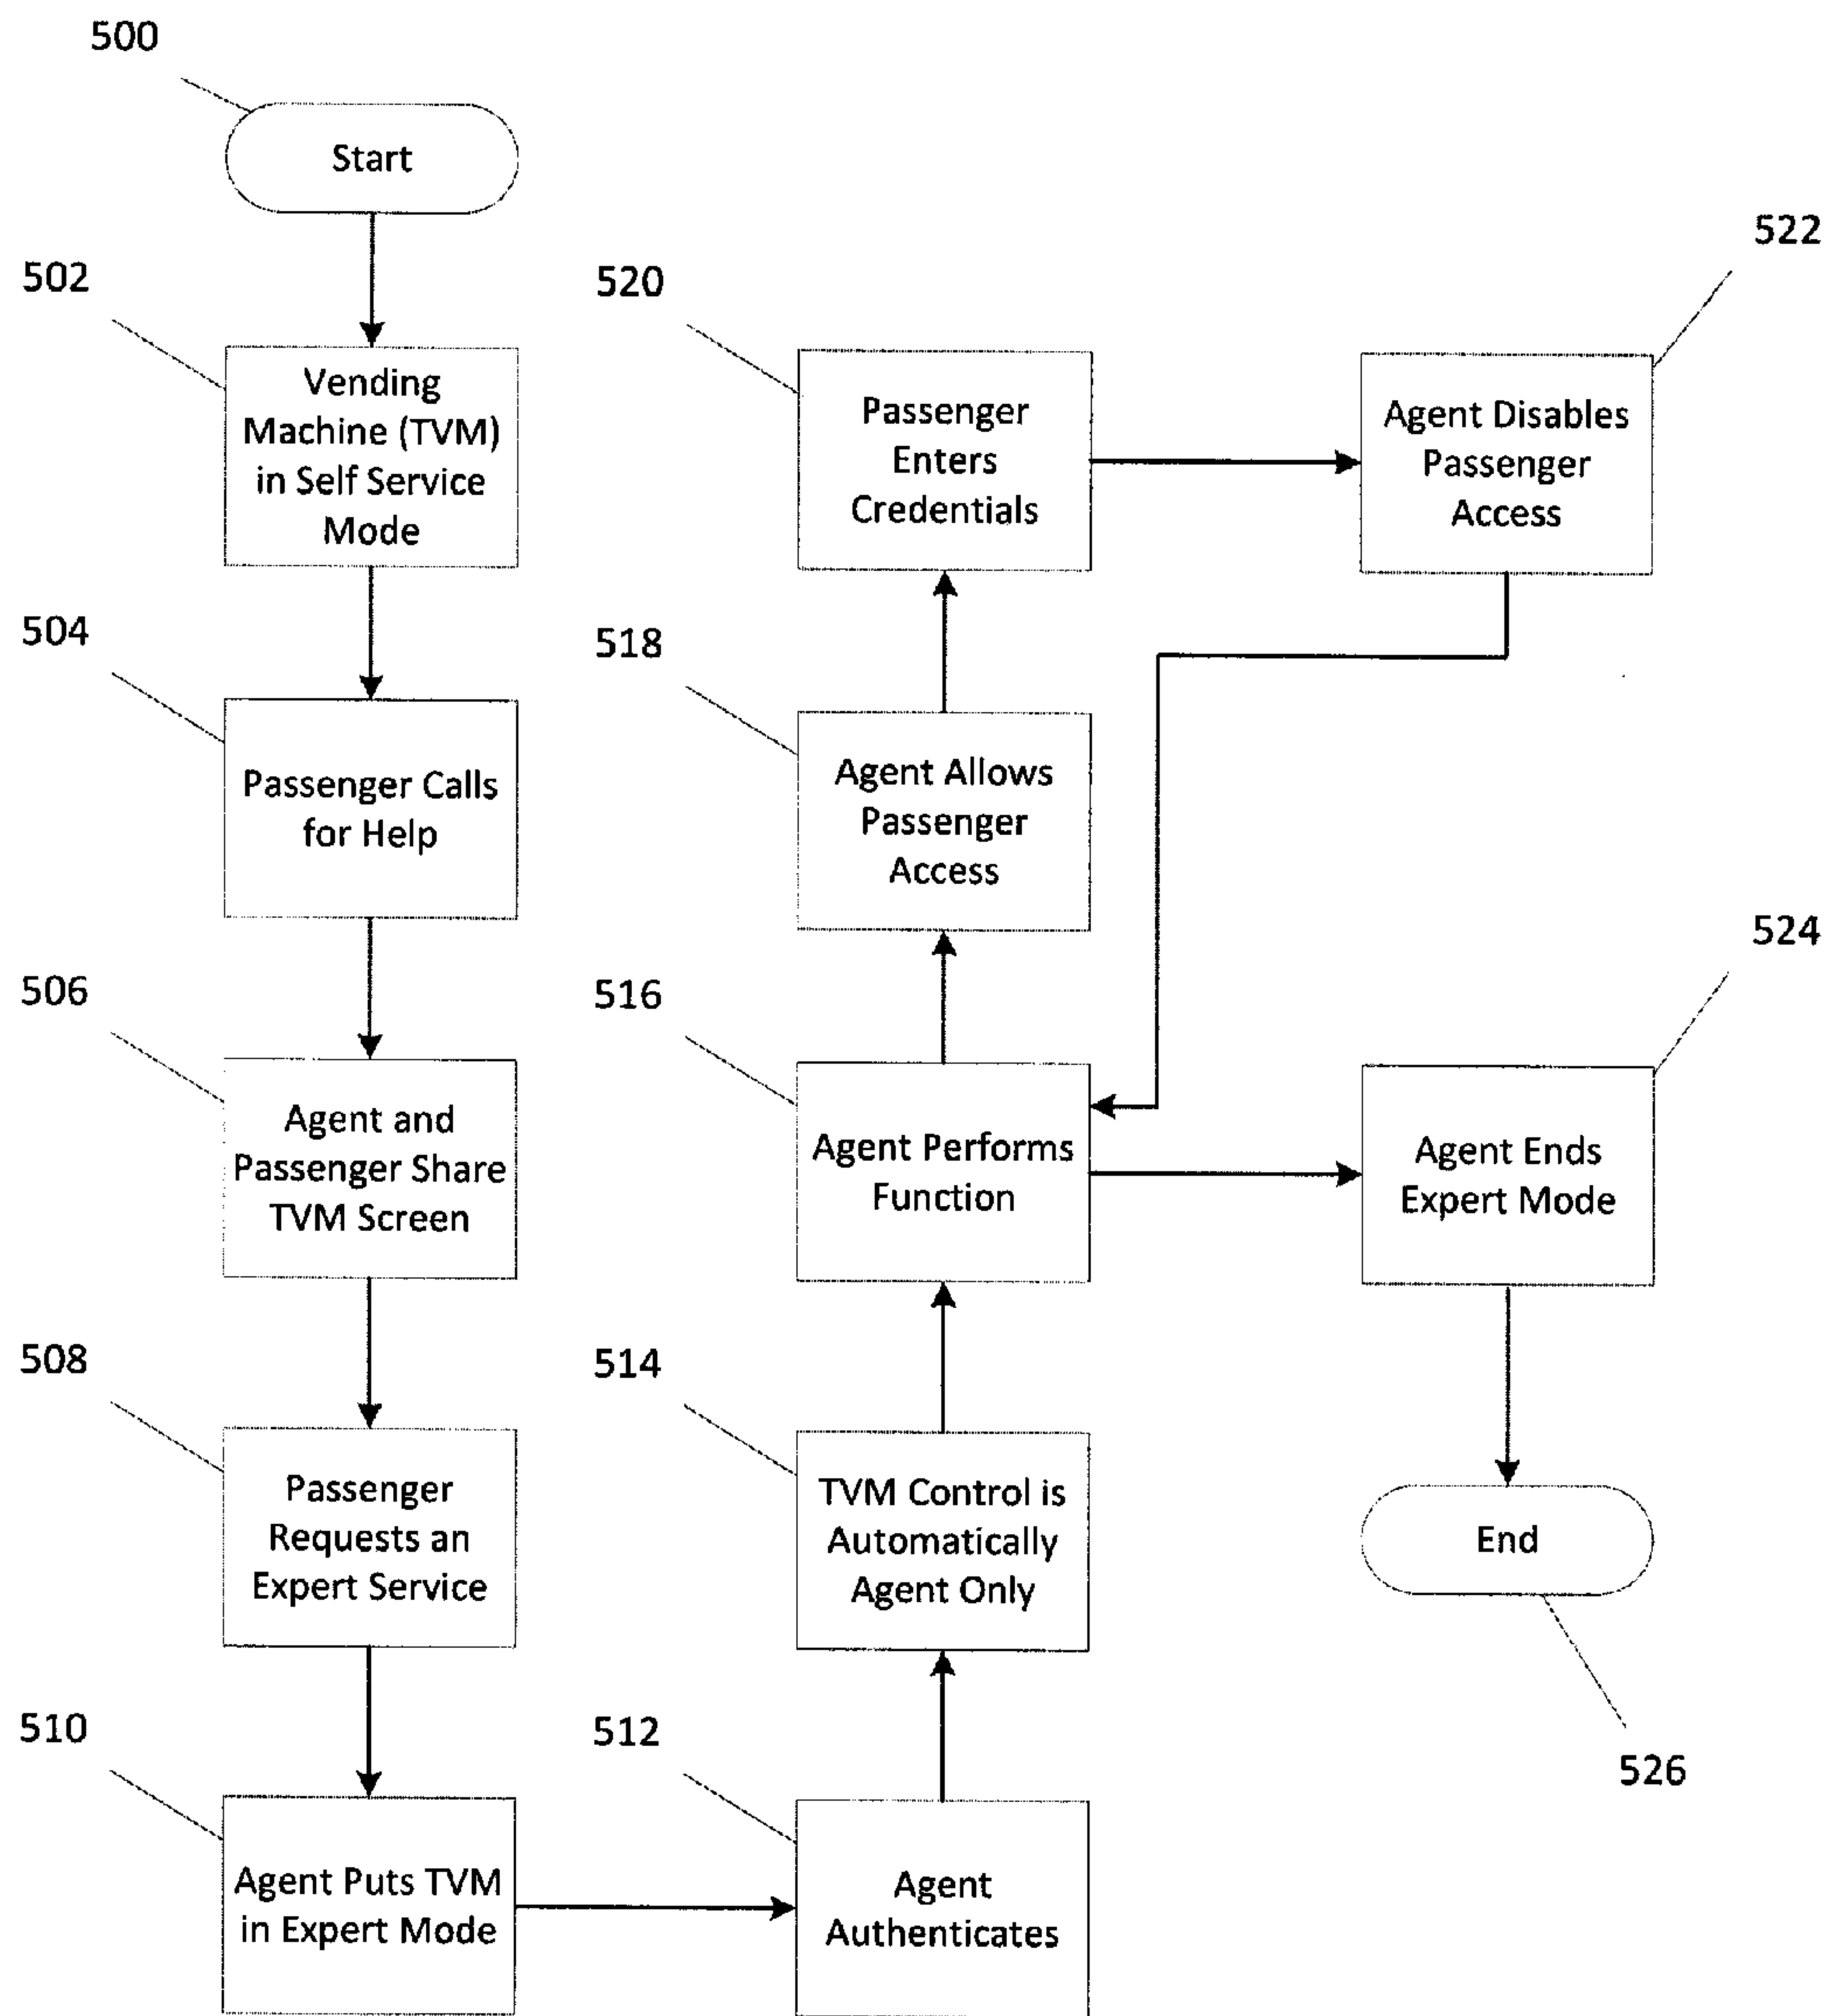 500
Start
502
Vending
Machine (TVM)
in Self Service
Mode
504
Passenger Calls
for Help
506
Agent and
Passenger Share
TVM Screen
508
Passenger
Requests an
Expert Service
510
Agent Puts TVM
in Expert Mode
512
Agent
Authenticates
514
TVM Control is
Automatically
Agent Only
516
Agent Performs
Function
518
Agent Allows
Passenger
Access
520
Passenger
Enters
Credentials
522
Agent Disables
Passenger
Access
524
Agent Ends
Expert Mode
End
526